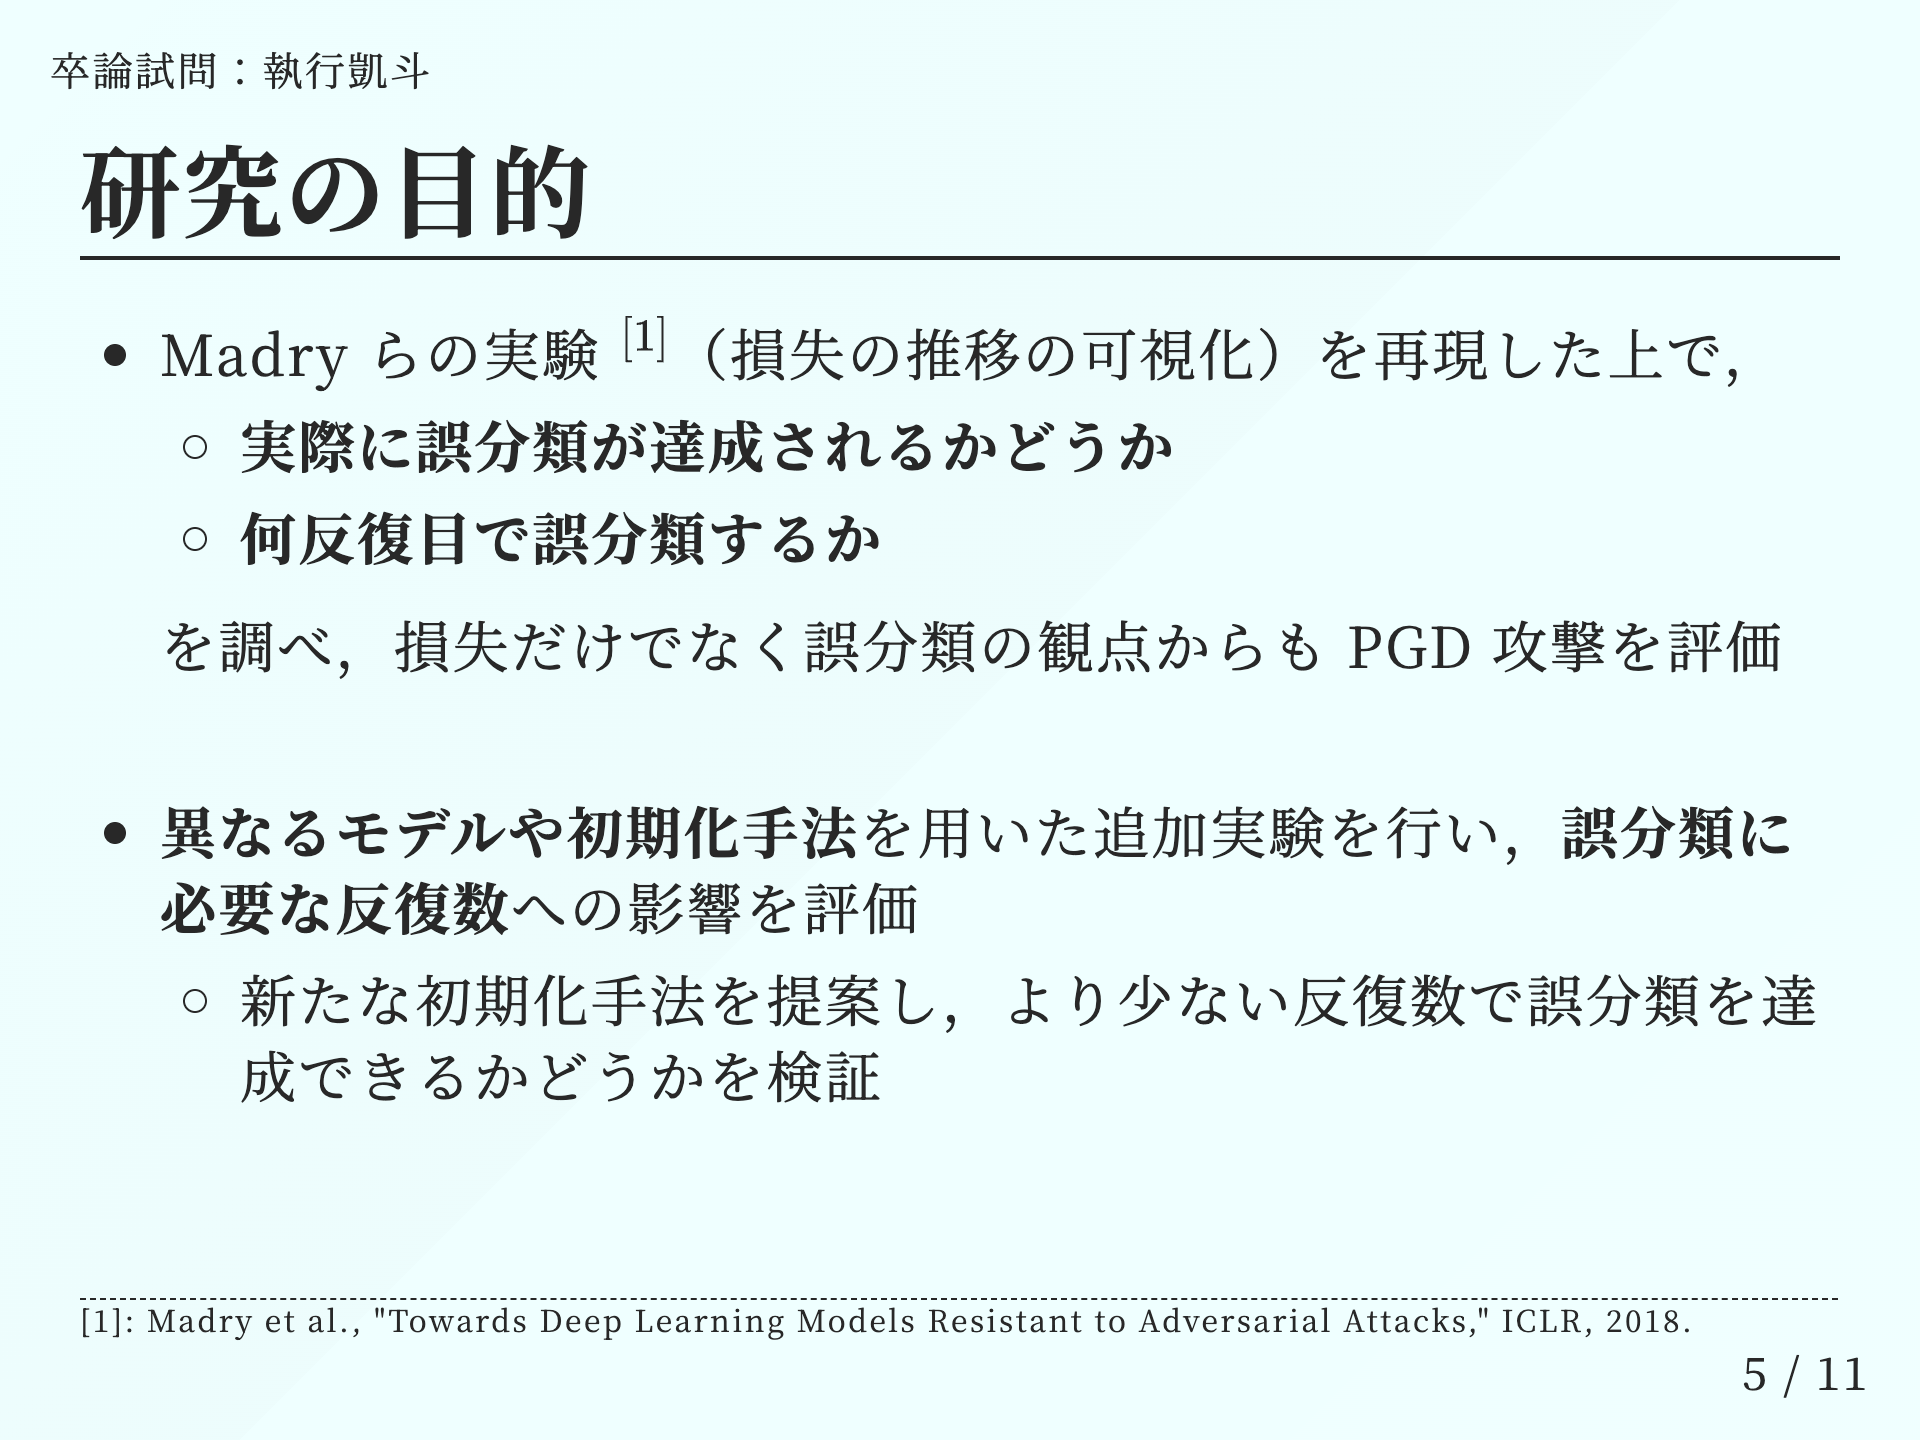 卒論試問：執行凱斗
研究の目的
• Madry らの実験 [1]（損失の推移の可視化）を再現した上で，
○ 実際に誤分類が達成されるかどうか
○ 何反復目で誤分類するか
を調べ，損失だけでなく誤分類の観点からも PGD 攻撃を評価
• 異なるモデルや初期化手法を用いた追加実験を行い，誤分類に
必要な反復数への影響を評価
○ 新たな初期化手法を提案し，より少ない反復数で誤分類を達
成できるかどうかを検証
[1]: Madry et al., "Towards Deep Learning Models Resistant to Adversarial Attacks," ICLR, 2018.
5 / 11